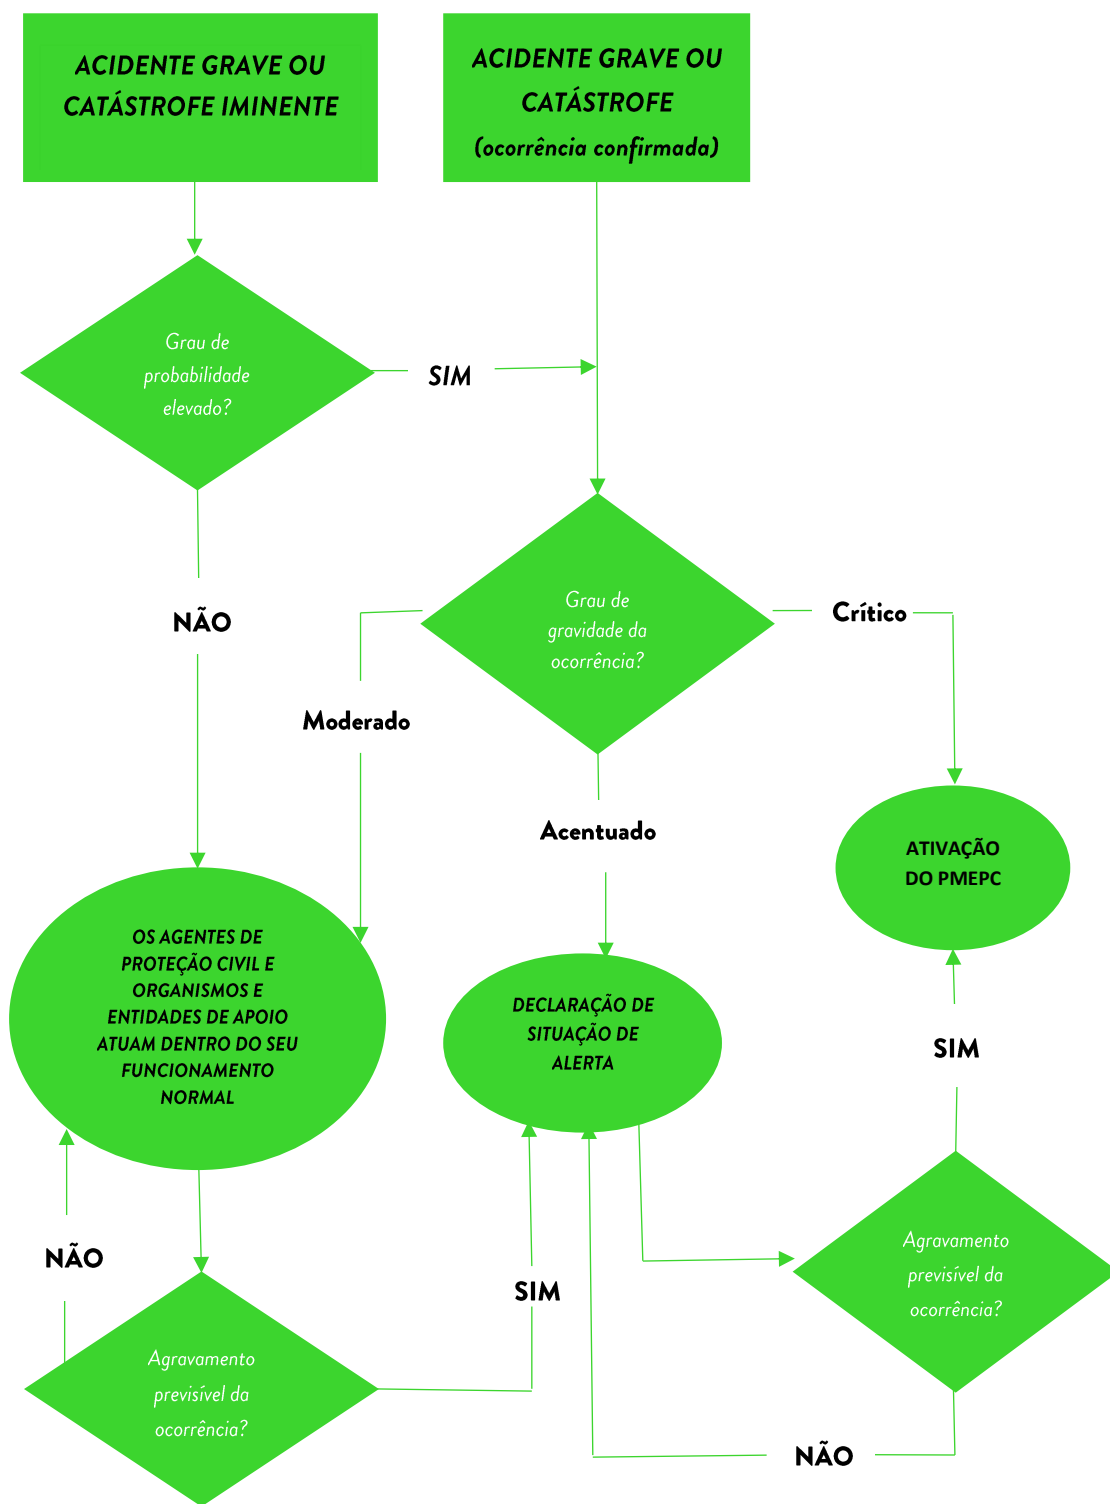 ACIDENTE GRAVE OU
CATÁSTROFE IMINENTE
ACIDENTE GRAVE OU
CATÁSTROFE
(ocorrência confirmada)
Grau de
probabilidade
elevado?
SIM
NÃO
Grau de
gravidade da
ocorrência?
Crítico
Moderado
Acentuado
ATIVAÇÃO
DO PMEPC
OS AGENTES DE
PROTEÇÃO CIVIL E
ORGANISMOS E
ENTIDADES DE APOIO
ATUAM DENTRO DO SEU
FUNCIONAMENTO
NORMAL
DECLARAÇÃO DE
SITUAÇÃO DE
ALERTA
SIM
NÃO
SIM
Agravamento
previsível da
ocorrência?
Agravamento
previsível da
ocorrência?
NÃO